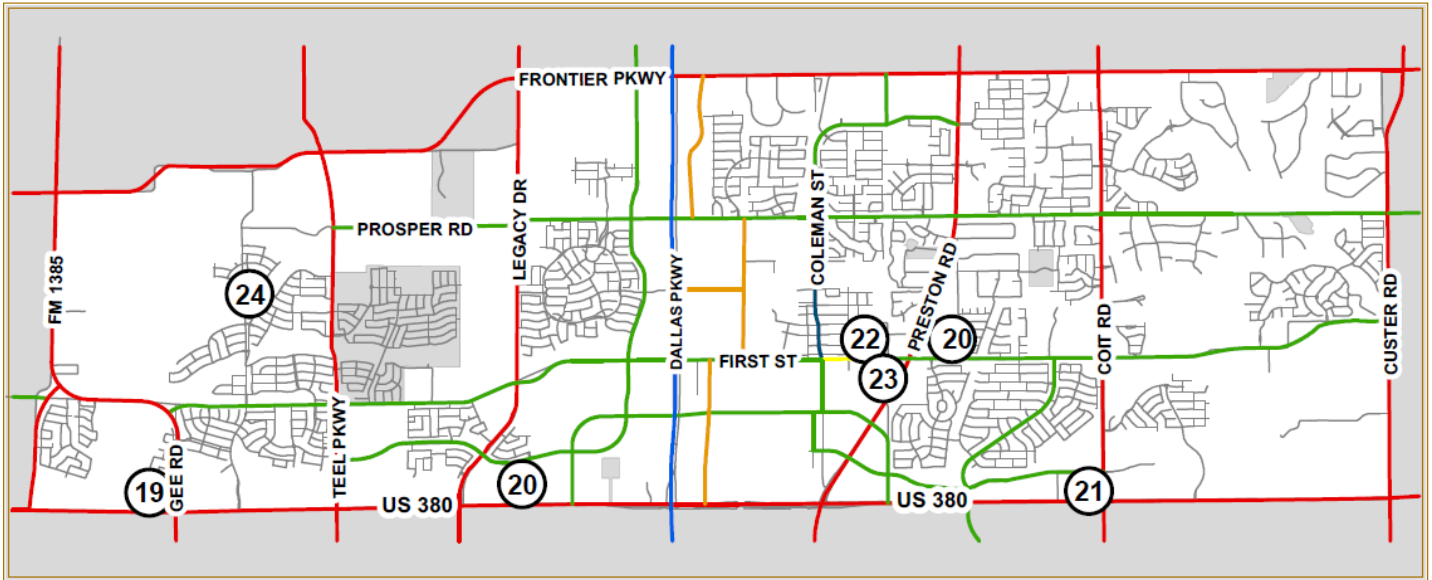 FRONTIER PKWY
COLEMAN ST
LEGACY DR
PROSPER RD
PRESTON RD
FM 1385
24
DALLAS PKWY
22
20
COIT RD
CUSTER RD
FIRST ST
23
TEEL PKWY
GEE RD
19
20
21
US 380
US 380